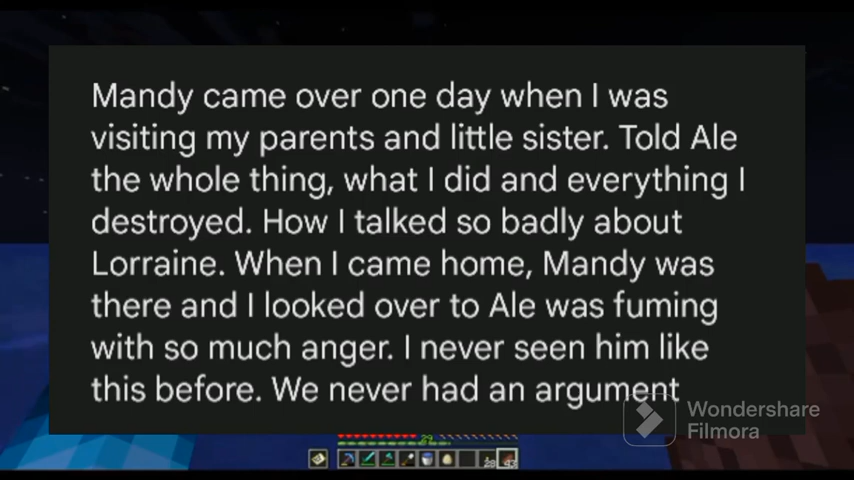 Mandy came over one day when I was
visiting my parents and little sister. Told Ale
the whole thing, what I did and everything I
destroyed. How I talked so badly about
Lorraine. When I came home, Mandy was
there and I looked over to Ale was fuming
with so much anger. I never seen him like
this before. We never had an argument
Wondershare
Filmora
29
28
43